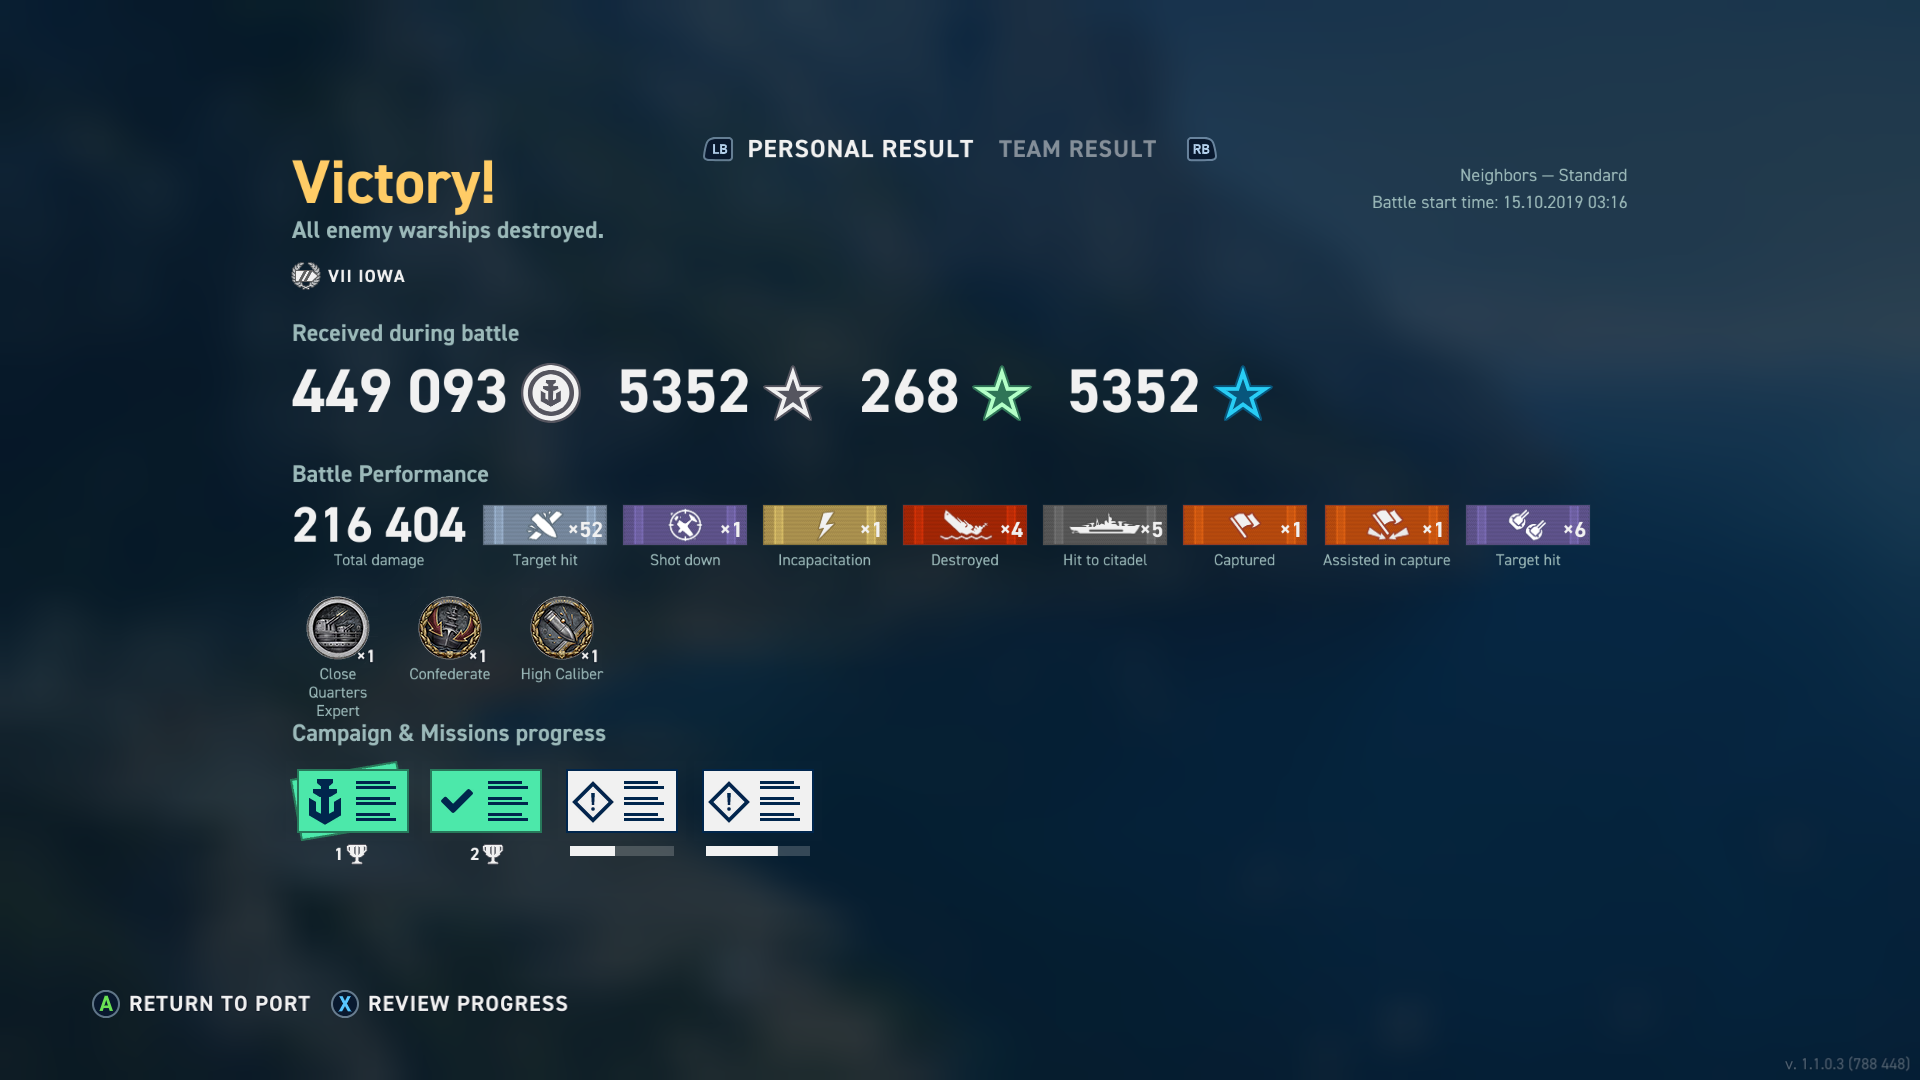 LB PERSONAL RESULT TEAM RESULT RB
Victory!
All enemy warships destroyed.
Neighbors — Standard
Battle start time: 15.10.2019 03:16
VII IOWA
Received during battle
449 093 5352 268 5352
Battle Performance
216 404 ×52 ×1 ×1 ×4 ×5 ×1 ×1 ×6
Total damage Target hit Shot down Incapacitation Destroyed Hit to citadel Captured Assisted in capture Target hit
×1 ×1 ×1
Close Confederate High Caliber
Quarters
Expert
Campaign & Missions progress
! !
1 2
A RETURN TO PORT X REVIEW PROGRESS
v. 1.1.0.3 (788 448)